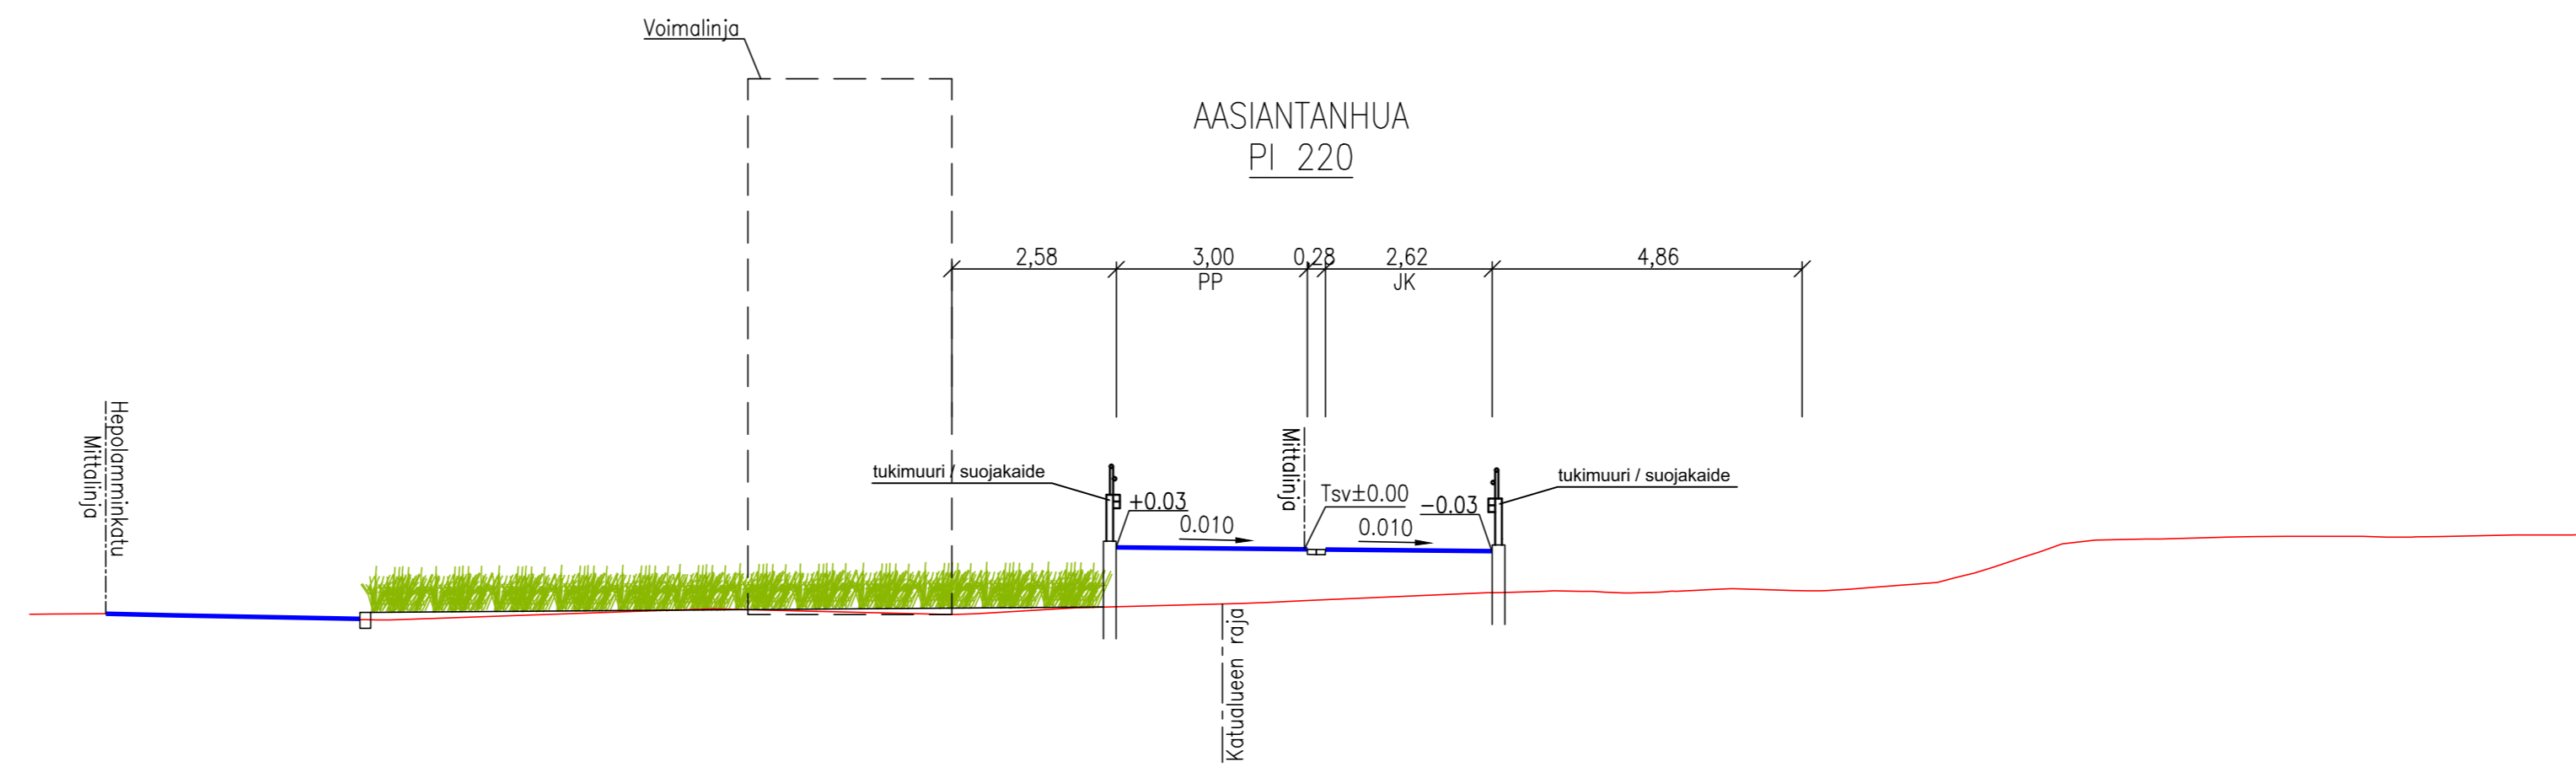 Voimalinja
AASIANTANHUA
PI 220
2,58
3,00
0,28
2,62
4,86
PP
JK
Hepolamminkatu
Mittalinja
Mittalinja
tukimuuri / suojakaide
+0.03
0.010
Tsv±0.00
0.010
-0.03
tukimuuri / suojakaide
Katualueen raja